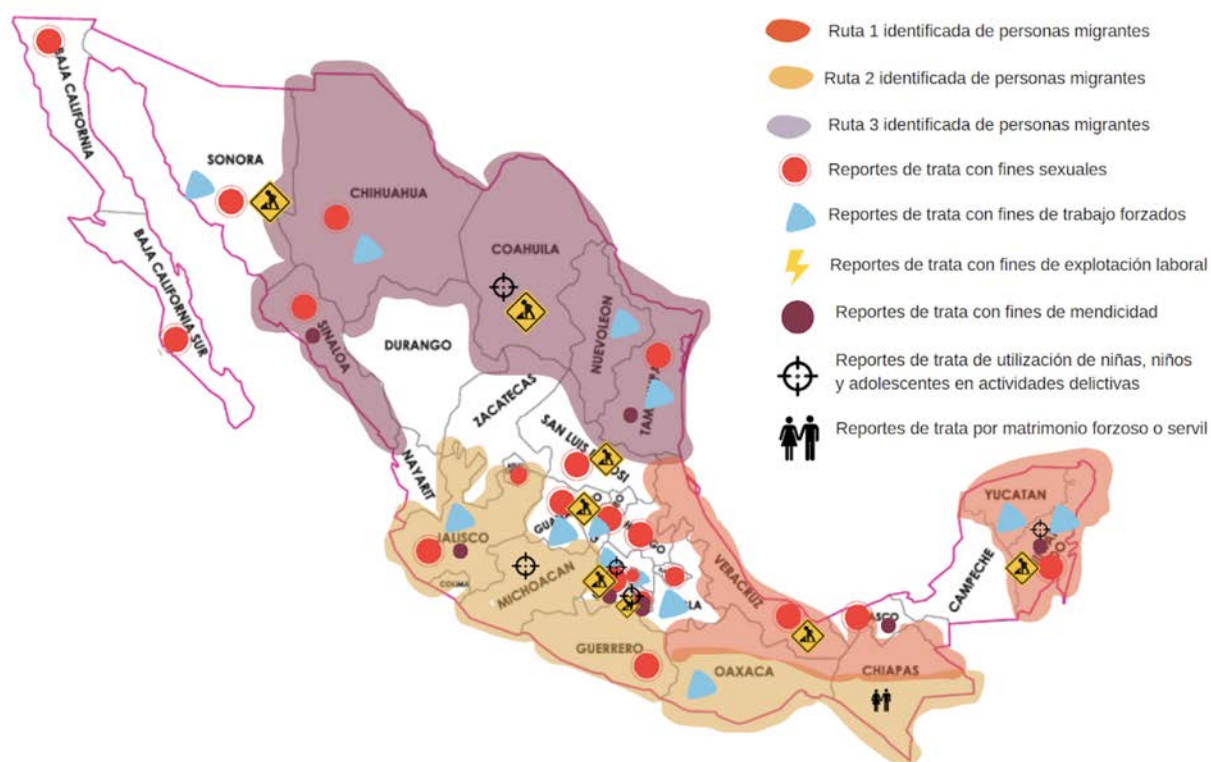 Ruta 1 identificada de personas migrantes
Ruta 2 identificada de personas migrantes
Ruta 3 identificada de personas migrantes
Reportes de trata con fines sexuales
Reportes de trata con fines de trabajo forzados
Reportes de trata con fines de explotación laboral
Reportes de trata con fines de mendicidad
Reportes de trata de utilización de niñas, niños
y adolescentes en actividades delictivas
Reportes de trata por matrimonio forzoso o servil
BAJA CALIFORNIA
SONORA
CHIHUAHUA
COAHUILA
BAJA CALIFORNIA SUR
SINALOA
DURANGO
NUEVOLEON
ZACATECAS
NAYARIT
YUCATAN
JALISCO
MICHOACAN
VERACRUZ
CAMPECHE
GUERRERO
OAXACA
CHIAPAS